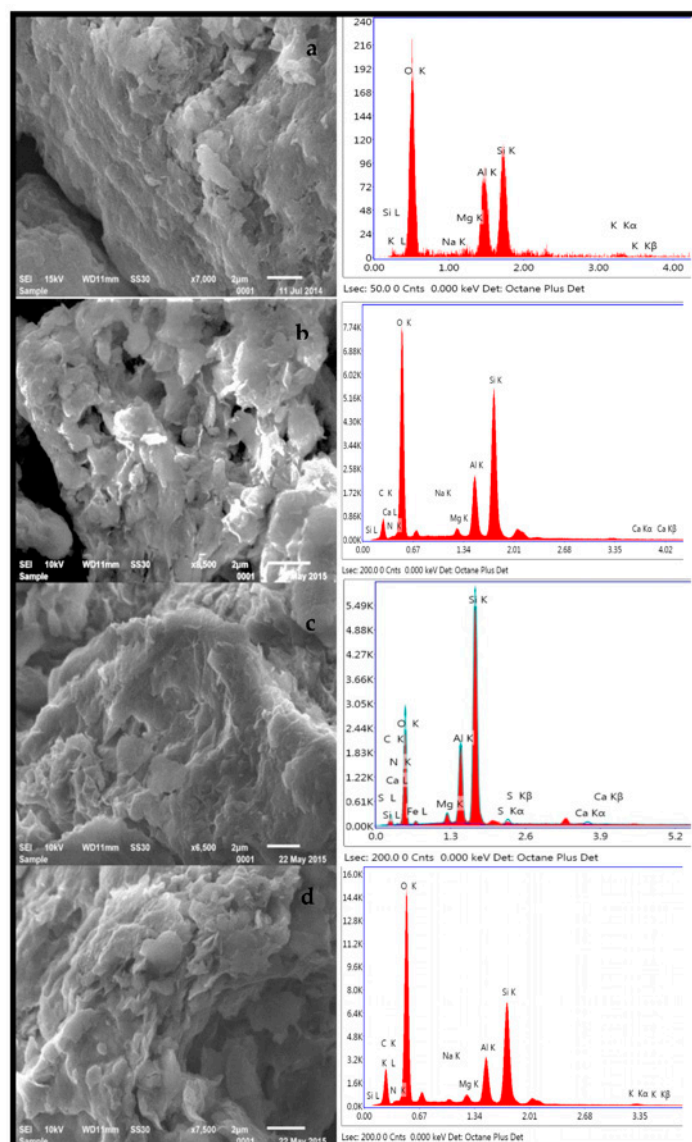 a
SEI 15kV WD11mm SS30 x7,000 2μm
Sample 0001 11 Jul 2014
240
216
192
168
144
120
96
72
48
24
0
O K
Si K
Al K
Mg K
Si L
K L
Na K
K Kα
K Kβ
0.00 1.00 2.00 3.00 4.00
Lsec: 50.0 0 Cnts 0.000 keV Det: Octane Plus Det
b
SEI 10kV WD11mm SS30 2μm
Sample 0001 May 2015
7.74K
6.88K
6.02K
5.16K
4.30K
3.44K
2.58K
1.72K
0.86K
0.00K
O K
Si K
Al K
Na K
C K
Ca L
Mg K
Si L N K
Ca Kα Ca Kβ
0.00 0.67 1.34 2.01 2.68 3.35 4.02
Lsec: 200.0 0 Cnts 0.000 keV Det: Octane Plus Det
c
SEI 10kV WD11mm SS30 x6,500 2μm
Sample 0001 22 May 2015
5.49K
4.88K
4.27K
3.66K
3.05K
2.44K
1.83K
1.22K
0.61K
0.00K
Si K
O K
C K
Al K
N K
Ca L
S L
Mg K
S Kβ
Ca Kβ
Si L
Fe L
S Kα
Ca Kα
0.0 1.3 2.6 3.9 5.2
Lsec: 200.0 0 Cnts 0.000 keV Det: Octane Plus Det
d
SEI 10kV WD11mm SS30 x7,500 2μm
Sample 0001 22 May 2015
16.0K
14.4K
12.8K
11.2K
9.6K
8.0K
6.4K
4.8K
3.2K
1.6K
0.0K
O K
Si K
C K
K L
Na K
Al K
Mg K
Si L
N K
K Kα K Kβ
0.00 0.67 1.34 2.01 2.68 3.35
Lsec: 200.0 0 Cnts 0.000 keV Det: Octane Plus Det